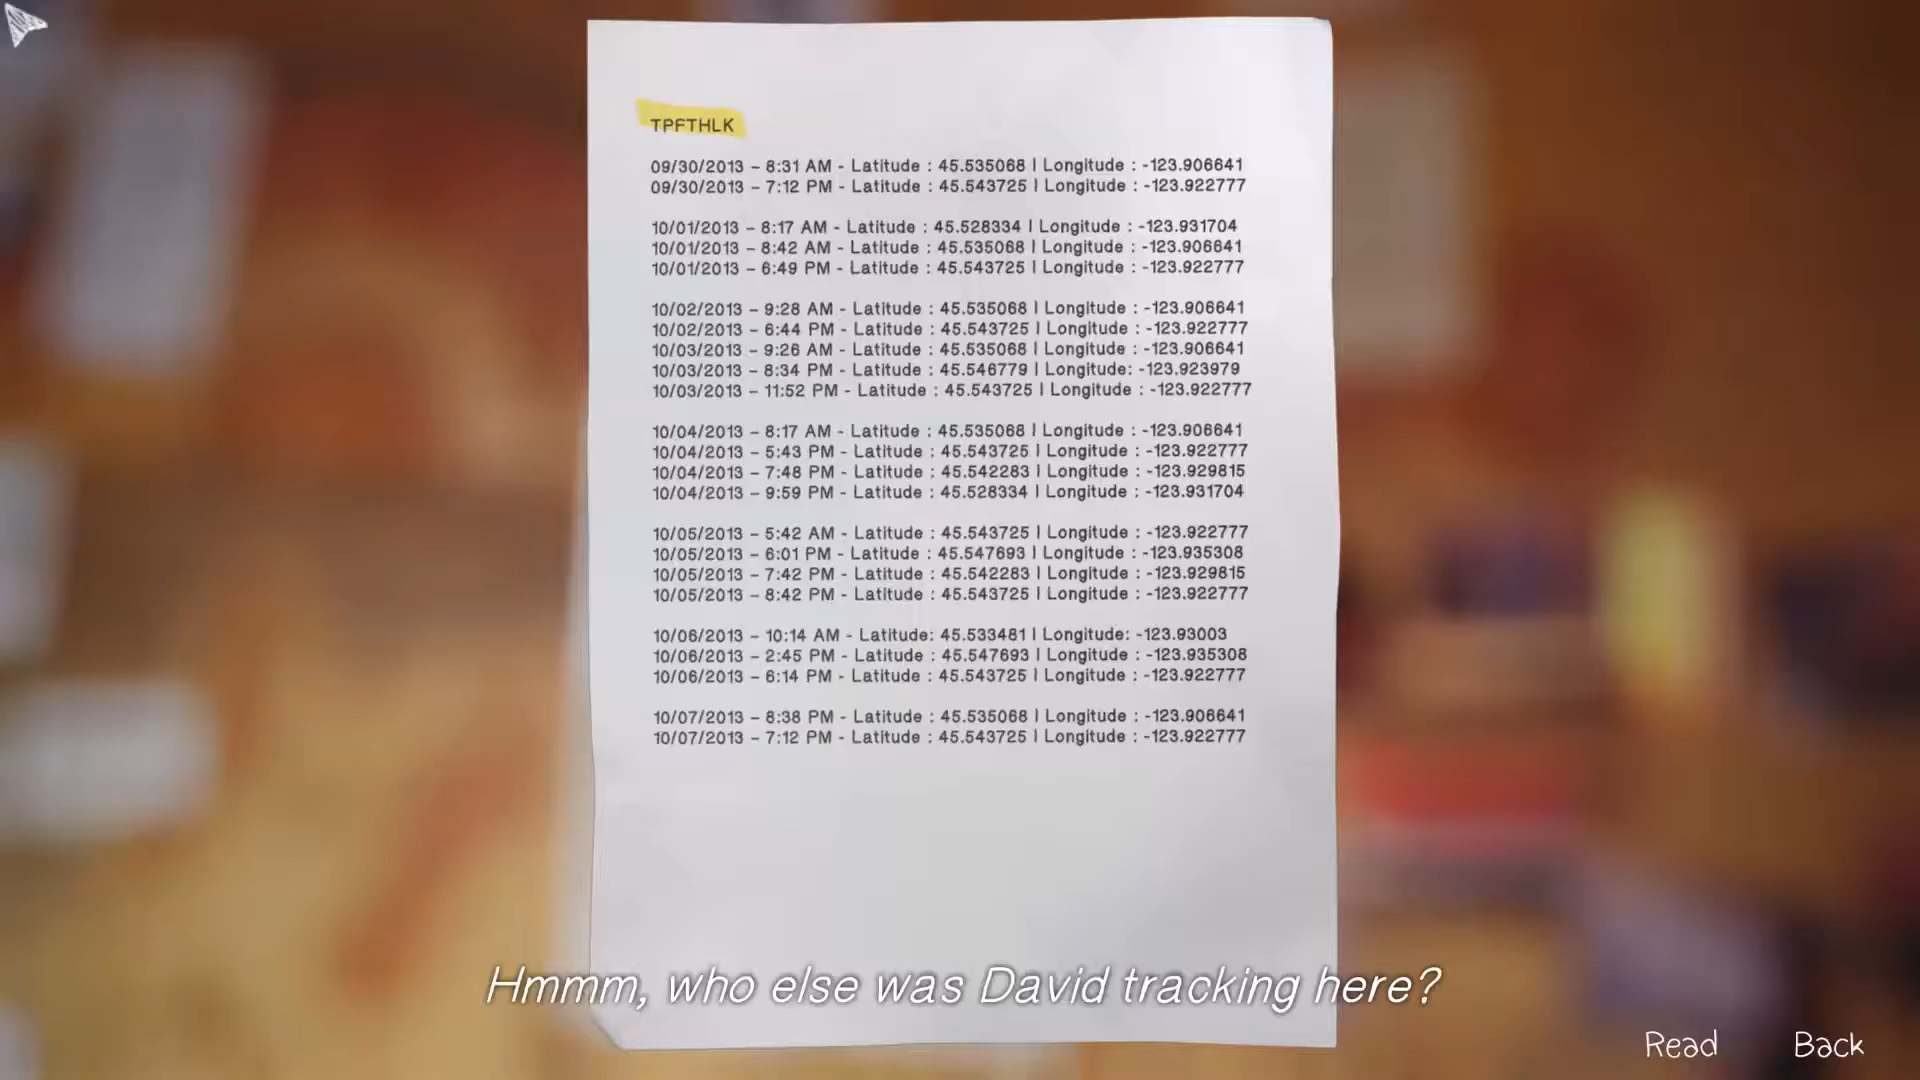 TPFTHLK
09/30/2013 – 8:31 AM - Latitude : 45.535068 | Longitude : -123.906641
09/30/2013 – 7:12 PM - Latitude : 45.543725 | Longitude : -123.922777
10/01/2013 – 8:17 AM - Latitude : 45.528334 | Longitude : -123.931704
10/01/2013 – 8:42 AM - Latitude : 45.535068 | Longitude : -123.906641
10/01/2013 – 6:49 PM - Latitude : 45.543725 | Longitude : -123.922777
10/02/2013 – 9:28 AM - Latitude : 45.535068 | Longitude : -123.906641
10/02/2013 – 6:44 PM - Latitude : 45.543725 | Longitude : -123.922777
10/03/2013 – 9:26 AM - Latitude : 45.535068 | Longitude : -123.906641
10/03/2013 – 8:34 PM - Latitude : 45.546779 | Longitude: -123.923979
10/03/2013 – 11:52 PM - Latitude : 45.543725 | Longitude : -123.922777
10/04/2013 – 8:17 AM - Latitude : 45.535068 | Longitude : -123.906641
10/04/2013 – 5:43 PM - Latitude : 45.543725 | Longitude : -123.922777
10/04/2013 – 7:48 PM - Latitude : 45.542283 | Longitude : -123.929815
10/04/2013 – 9:59 PM - Latitude : 45.528334 | Longitude : -123.931704
10/05/2013 – 5:42 AM - Latitude : 45.543725 | Longitude : -123.922777
10/05/2013 – 6:01 PM - Latitude : 45.547693 | Longitude : -123.935308
10/05/2013 – 7:42 PM - Latitude : 45.542283 | Longitude : -123.929815
10/05/2013 – 8:42 PM - Latitude : 45.543725 | Longitude : -123.922777
10/06/2013 – 10:14 AM - Latitude: 45.533481 | Longitude: -123.93003
10/06/2013 – 2:45 PM - Latitude : 45.547693 | Longitude : -123.935308
10/06/2013 – 6:14 PM - Latitude : 45.543725 | Longitude : -123.922777
10/07/2013 – 8:38 PM - Latitude : 45.535068 | Longitude : -123.906641
10/07/2013 – 7:12 PM - Latitude : 45.543725 | Longitude : -123.922777
Hmmm, who else was David tracking here?
Read Back